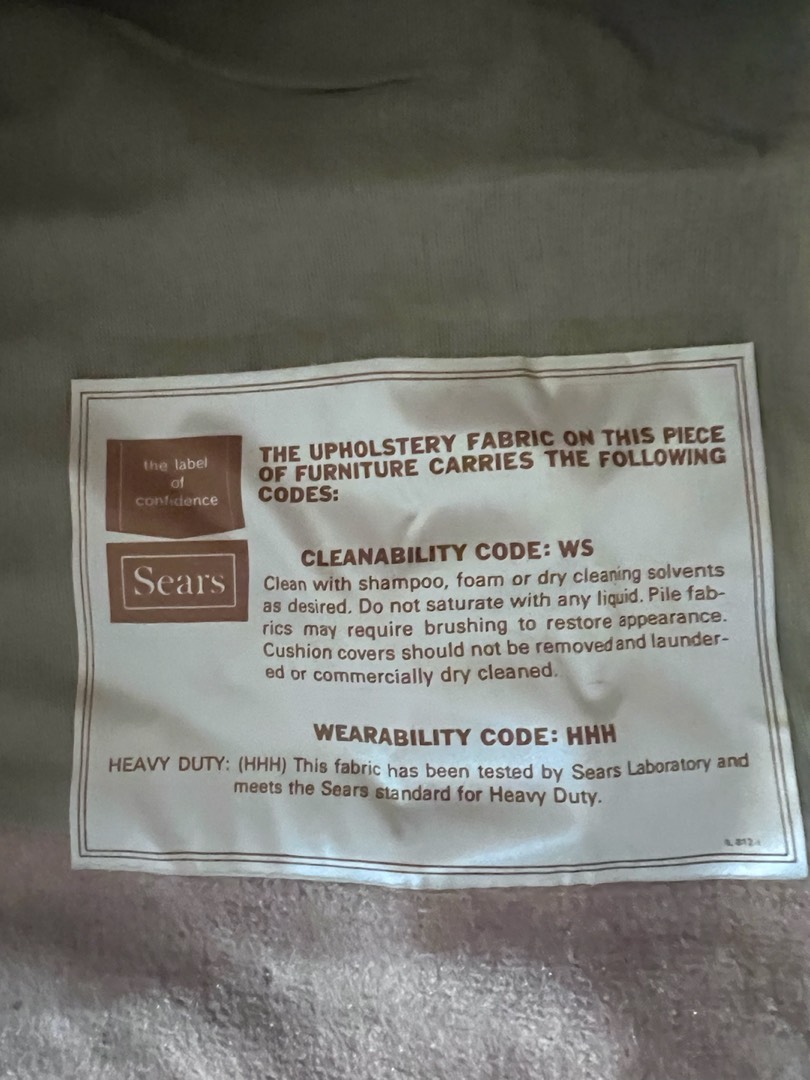 the label
of
confidence
Sears
THE UPHOLSTERY FABRIC ON THIS PIECE
OF FURNITURE CARRIES THE FOLLOWING
CODES:
CLEANABILITY CODE: WS
Clean with shampoo, foam or dry cleaning solvents
as desired. Do not saturate with any liquid. Pile fab-
rics may require brushing to restore appearance.
Cushion covers should not be removed and launder-
ed or commercially dry cleaned.
WEARABILITY CODE: HHH
HEAVY DUTY: (HHH) This fabric has been tested by Sears Laboratory and
meets the Sears standard for Heavy Duty.